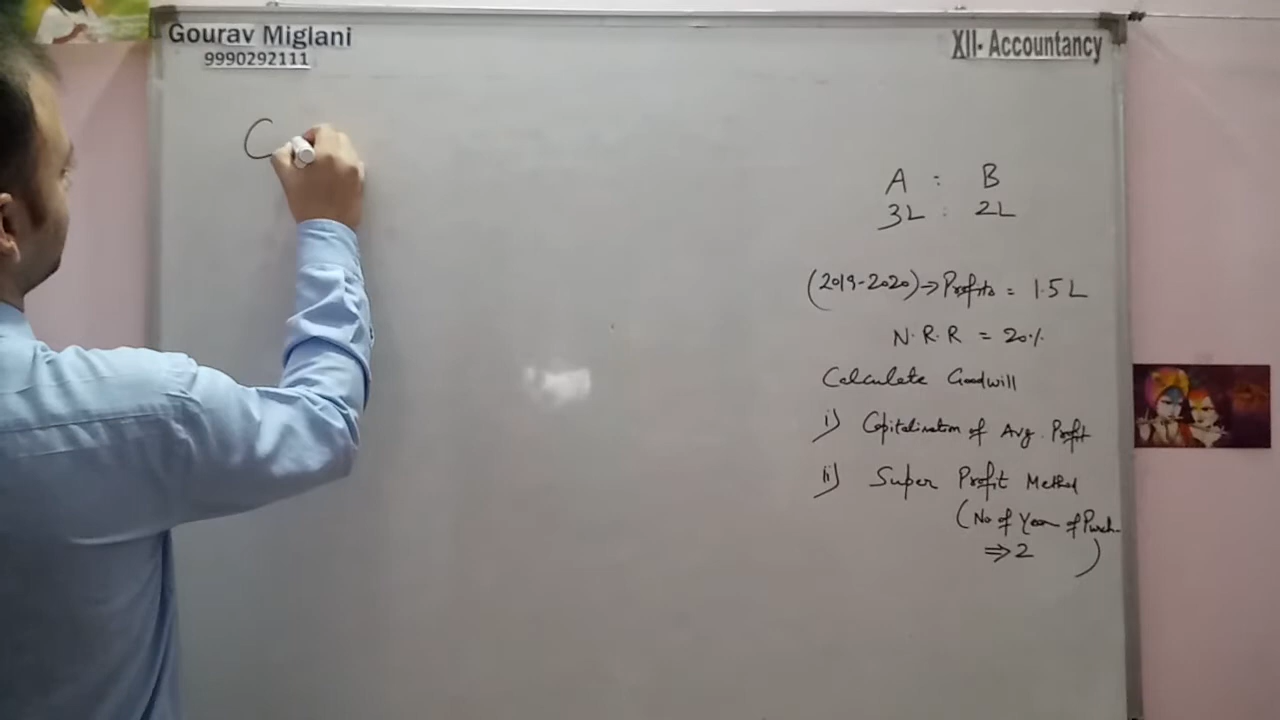 Gourav Miglani
9990292111
XII- Accountancy
C
A : B
3L : 2L
(2019-2020) → Profits = 1.5 L
N.R.R = 20%
Calculate Goodwill
i) Capitalisation of Avg. Profit
ii) Super Profit Method
(No of Year of Purch.
⇒ 2 )